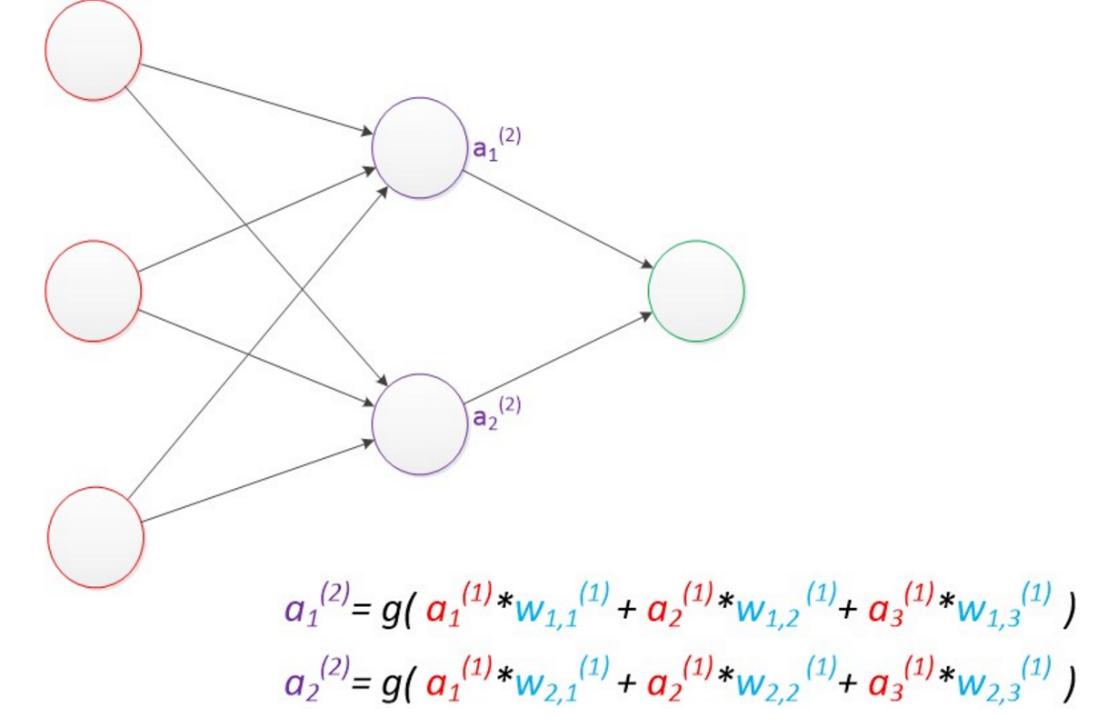 a₁⁽²⁾
a₂⁽²⁾
a₁⁽²⁾= g( a₁⁽¹⁾*w₁,₁⁽¹⁾ + a₂⁽¹⁾*w₁,₂⁽¹⁾+ a₃⁽¹⁾*w₁,₃⁽¹⁾ )
a₂⁽²⁾= g( a₁⁽¹⁾*w₂,₁⁽¹⁾ + a₂⁽¹⁾*w₂,₂⁽¹⁾+ a₃⁽¹⁾*w₂,₃⁽¹⁾ )